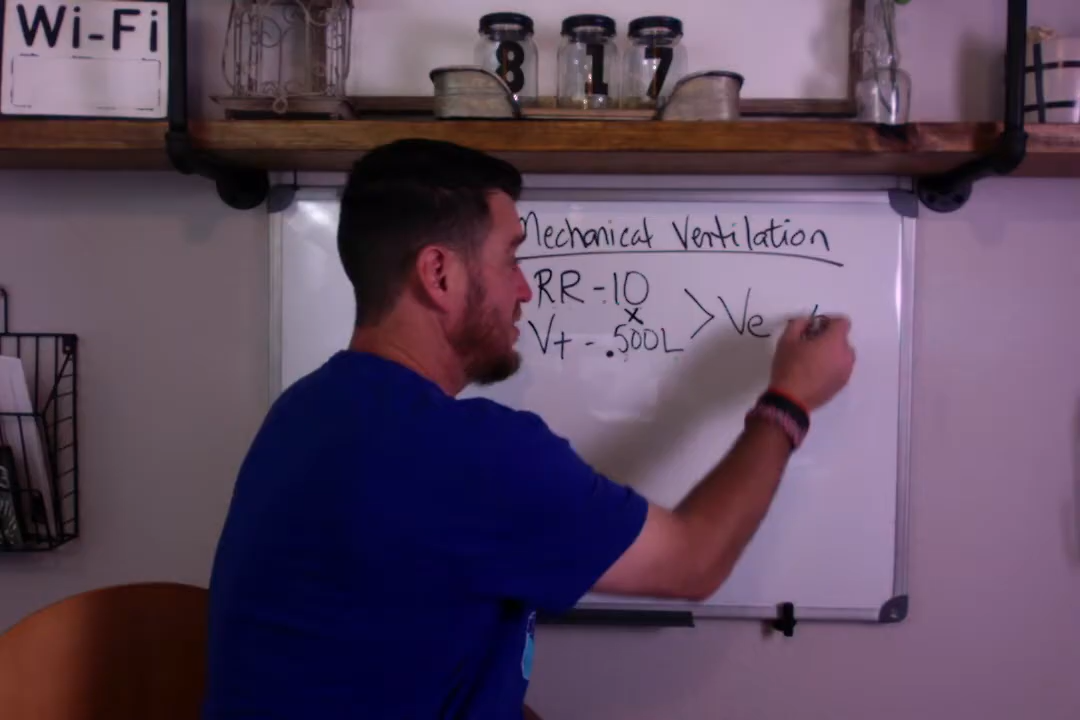 Wi-Fi
8 1 7
Mechanical Ventilation
RR - 10
x
Vt - .500L > Ve